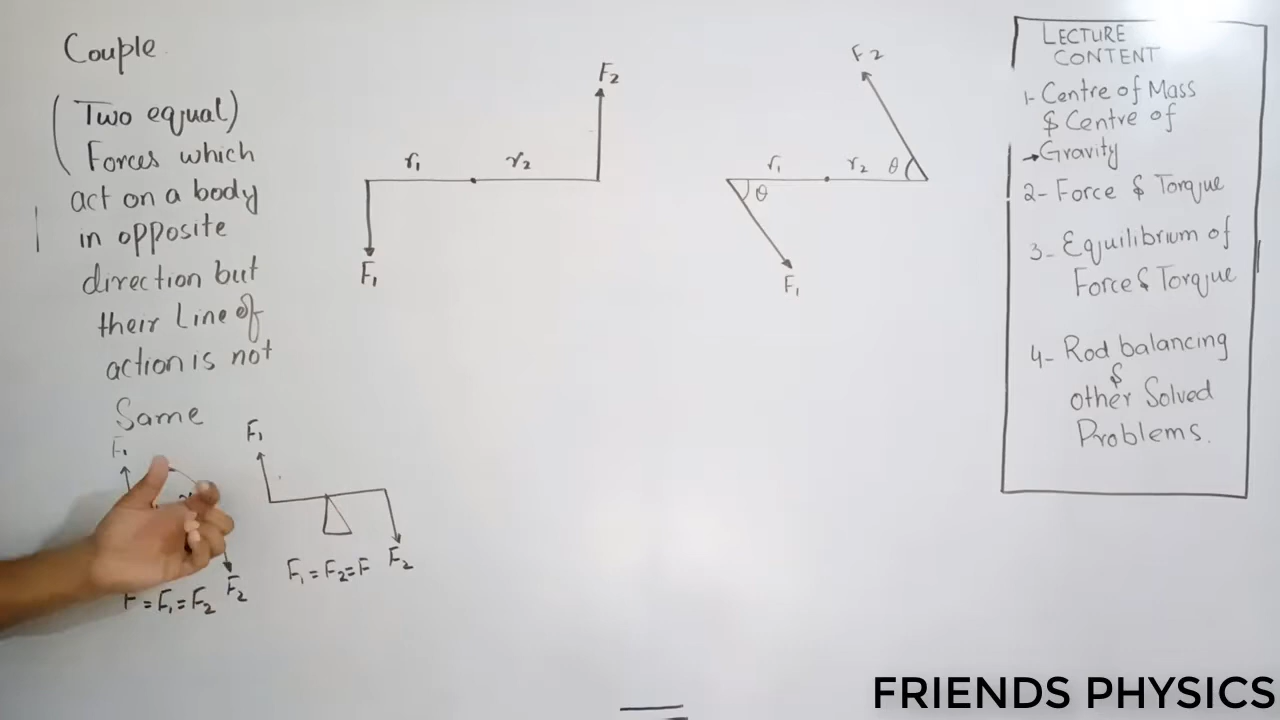 Couple
(Two equal)
Forces which
act on a body
in opposite
direction but
their Line of
action is not
Same
F₁
F₂
F = F₁ = F₂
F₁
F₂
F₁ = F₂ = F
F₂
r₁ r₂
F₁
F₂
r₁ r₂ θ
θ
F₁
LECTURE
CONTENT
1- Centre of Mass
& Centre of
→ Gravity
2- Force & Torque
3- Equilibrium of
Force & Torque
4- Rod balancing
&
other Solved
Problems.
FRIENDS PHYSICS